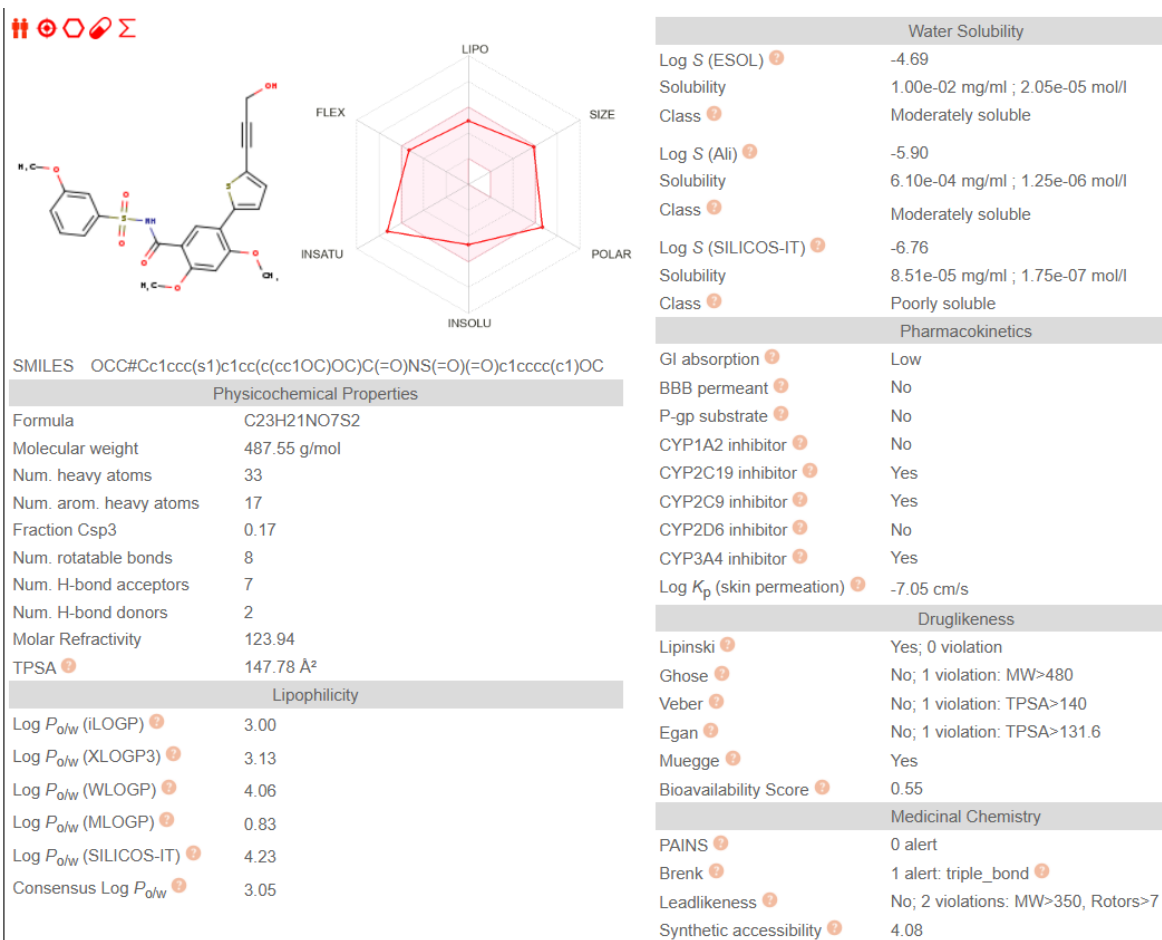 OH
H₃C
O
S
O
S
O
NH
O
O
O
CH₃
H₃C
O
LIPO
FLEX
SIZE
INSATU
POLAR
INSOLU
SMILES OCC#Cc1ccc(s1)c1cc(c(cc1OC)OC)C(=O)NS(=O)(=O)c1cccc(c1)OC
Physicochemical Properties
Formula C23H21NO7S2
Molecular weight 487.55 g/mol
Num. heavy atoms 33
Num. arom. heavy atoms 17
Fraction Csp3 0.17
Num. rotatable bonds 8
Num. H-bond acceptors 7
Num. H-bond donors 2
Molar Refractivity 123.94
TPSA ? 147.78 Å²
Lipophilicity
Log Po/w (iLOGP) ? 3.00
Log Po/w (XLOGP3) ? 3.13
Log Po/w (WLOGP) ? 4.06
Log Po/w (MLOGP) ? 0.83
Log Po/w (SILICOS-IT) ? 4.23
Consensus Log Po/w ? 3.05
Water Solubility
Log S (ESOL) ? -4.69
Solubility 1.00e-02 mg/ml ; 2.05e-05 mol/l
Class ? Moderately soluble
Log S (Ali) ? -5.90
Solubility 6.10e-04 mg/ml ; 1.25e-06 mol/l
Class ? Moderately soluble
Log S (SILICOS-IT) ? -6.76
Solubility 8.51e-05 mg/ml ; 1.75e-07 mol/l
Class ? Poorly soluble
Pharmacokinetics
GI absorption ? Low
BBB permeant ? No
P-gp substrate ? No
CYP1A2 inhibitor ? No
CYP2C19 inhibitor ? Yes
CYP2C9 inhibitor ? Yes
CYP2D6 inhibitor ? No
CYP3A4 inhibitor ? Yes
Log Kp (skin permeation) ? -7.05 cm/s
Druglikeness
Lipinski ? Yes; 0 violation
Ghose ? No; 1 violation: MW>480
Veber ? No; 1 violation: TPSA>140
Egan ? No; 1 violation: TPSA>131.6
Muegge ? Yes
Bioavailability Score ? 0.55
Medicinal Chemistry
PAINS ? 0 alert
Brenk ? 1 alert: triple_bond ?
Leadlikeness ? No; 2 violations: MW>350, Rotors>7
Synthetic accessibility ? 4.08